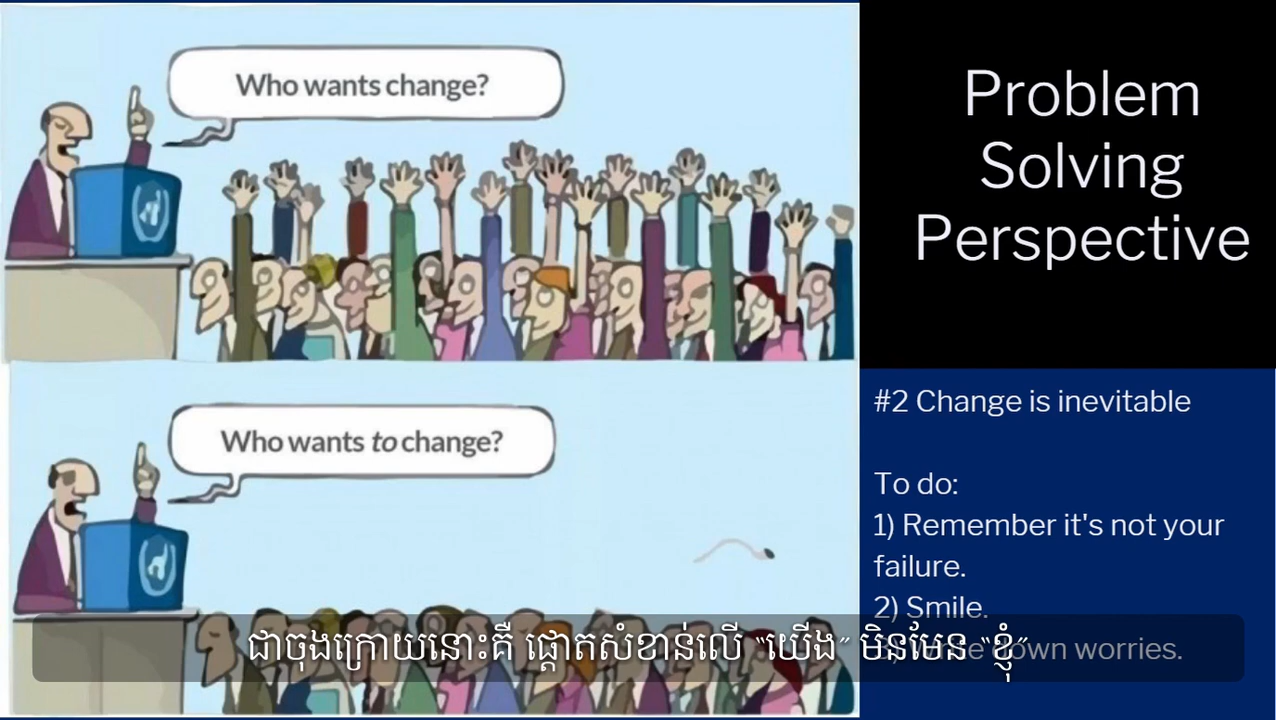 Who wants change?
Who wants to change?
Problem
Solving
Perspective
#2 Change is inevitable
To do:
1) Remember it's not your
failure.
2) Smile.
down worries.
ជាចុងក្រោយនោះគឺ ផ្តោតសំខាន់លើ “យើង” មិនមែន “ខ្ញុំ”